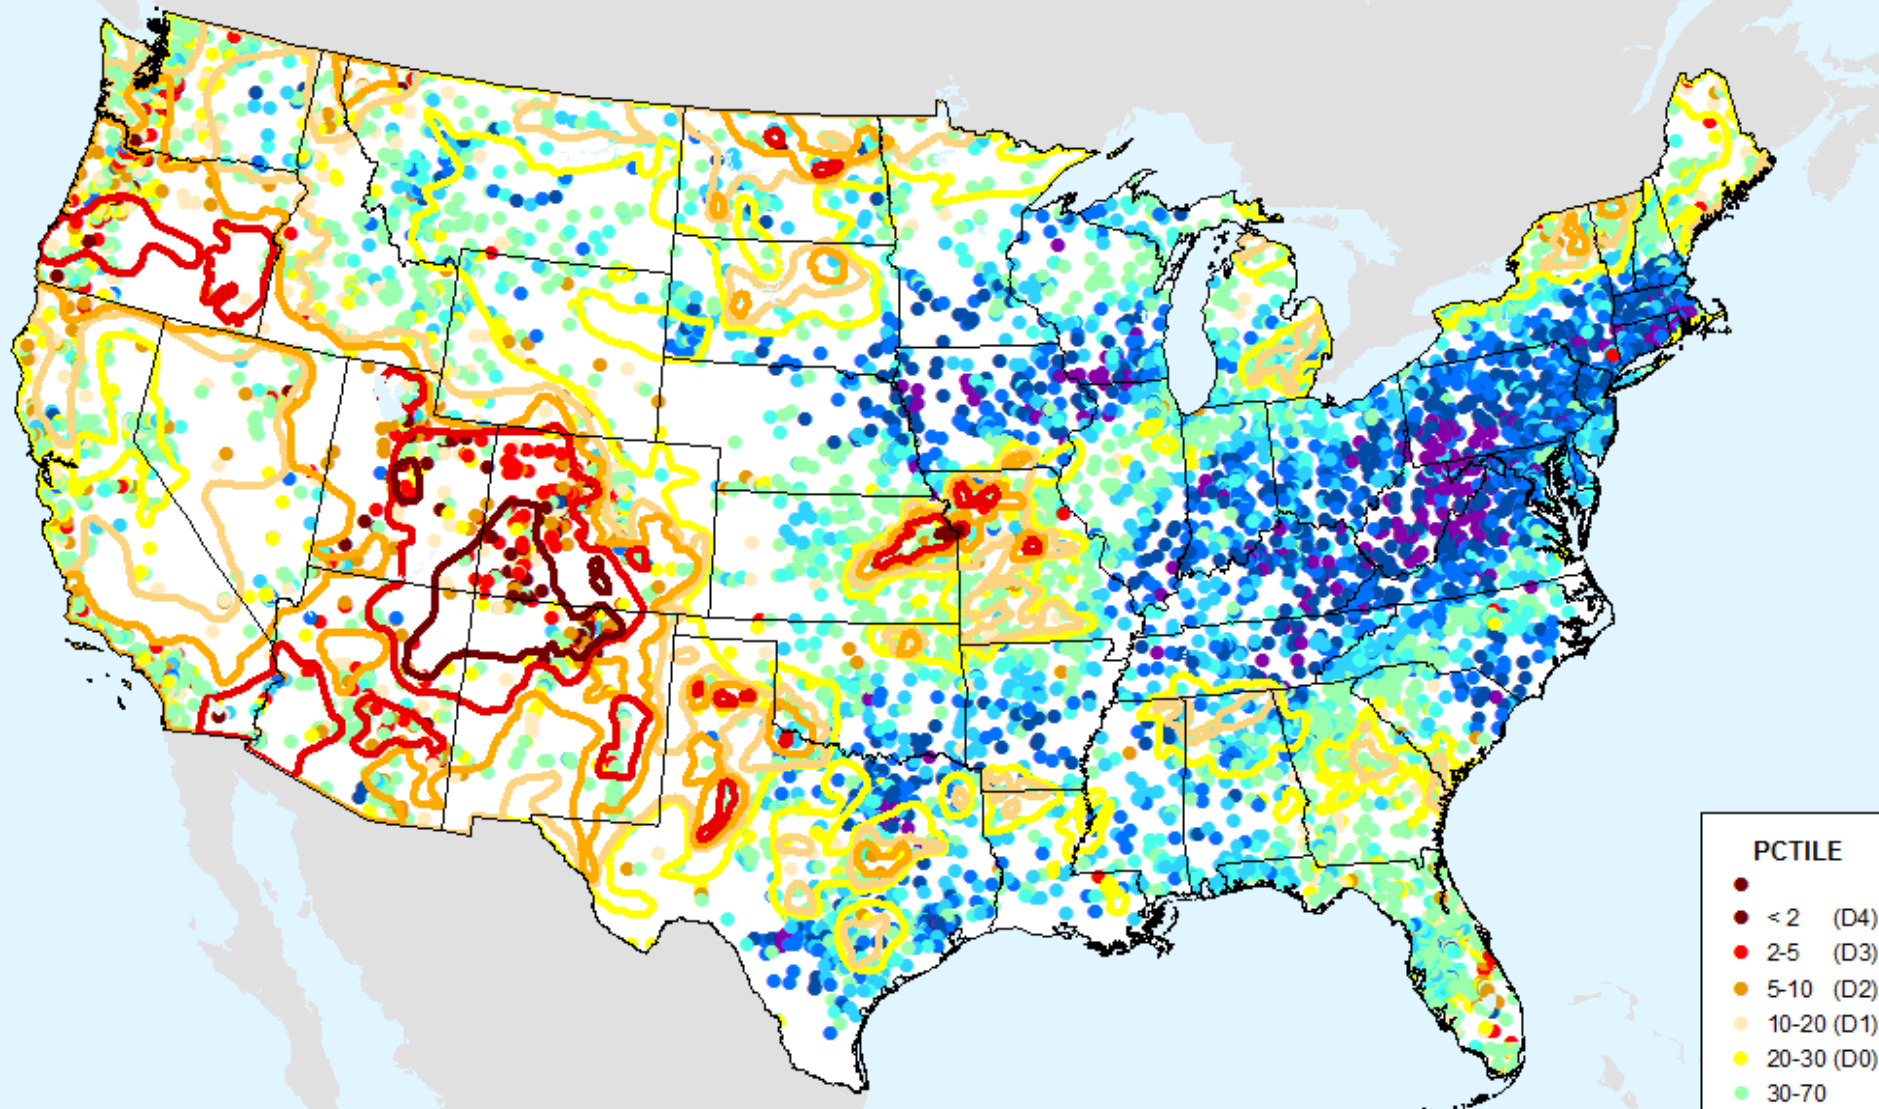 PCTILE
< 2 (D4)
2-5 (D3)
5-10 (D2)
10-20 (D1)
20-30 (D0)
30-70